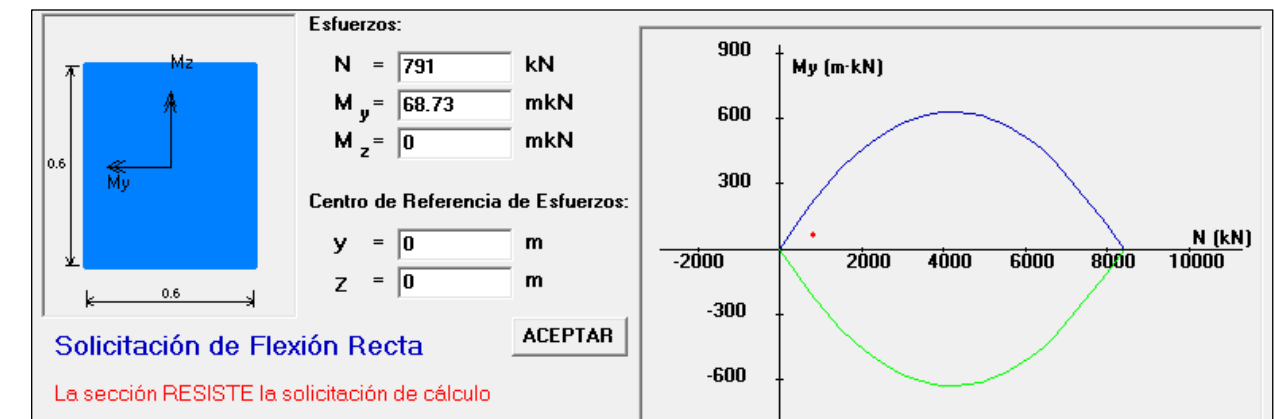 Esfuerzos:
N = 791 kN
M y = 68.73 mkN
M z = 0 mkN
Centro de Referencia de Esfuerzos:
y = 0 m
z = 0 m
ACEPTAR
Mz
My
0.6
0.6
Solicitación de Flexión Recta
La sección RESISTE la solicitación de cálculo
900
My (m·kN)
600
300
N (kN)
-2000 2000 4000 6000 8000 10000
-300
-600